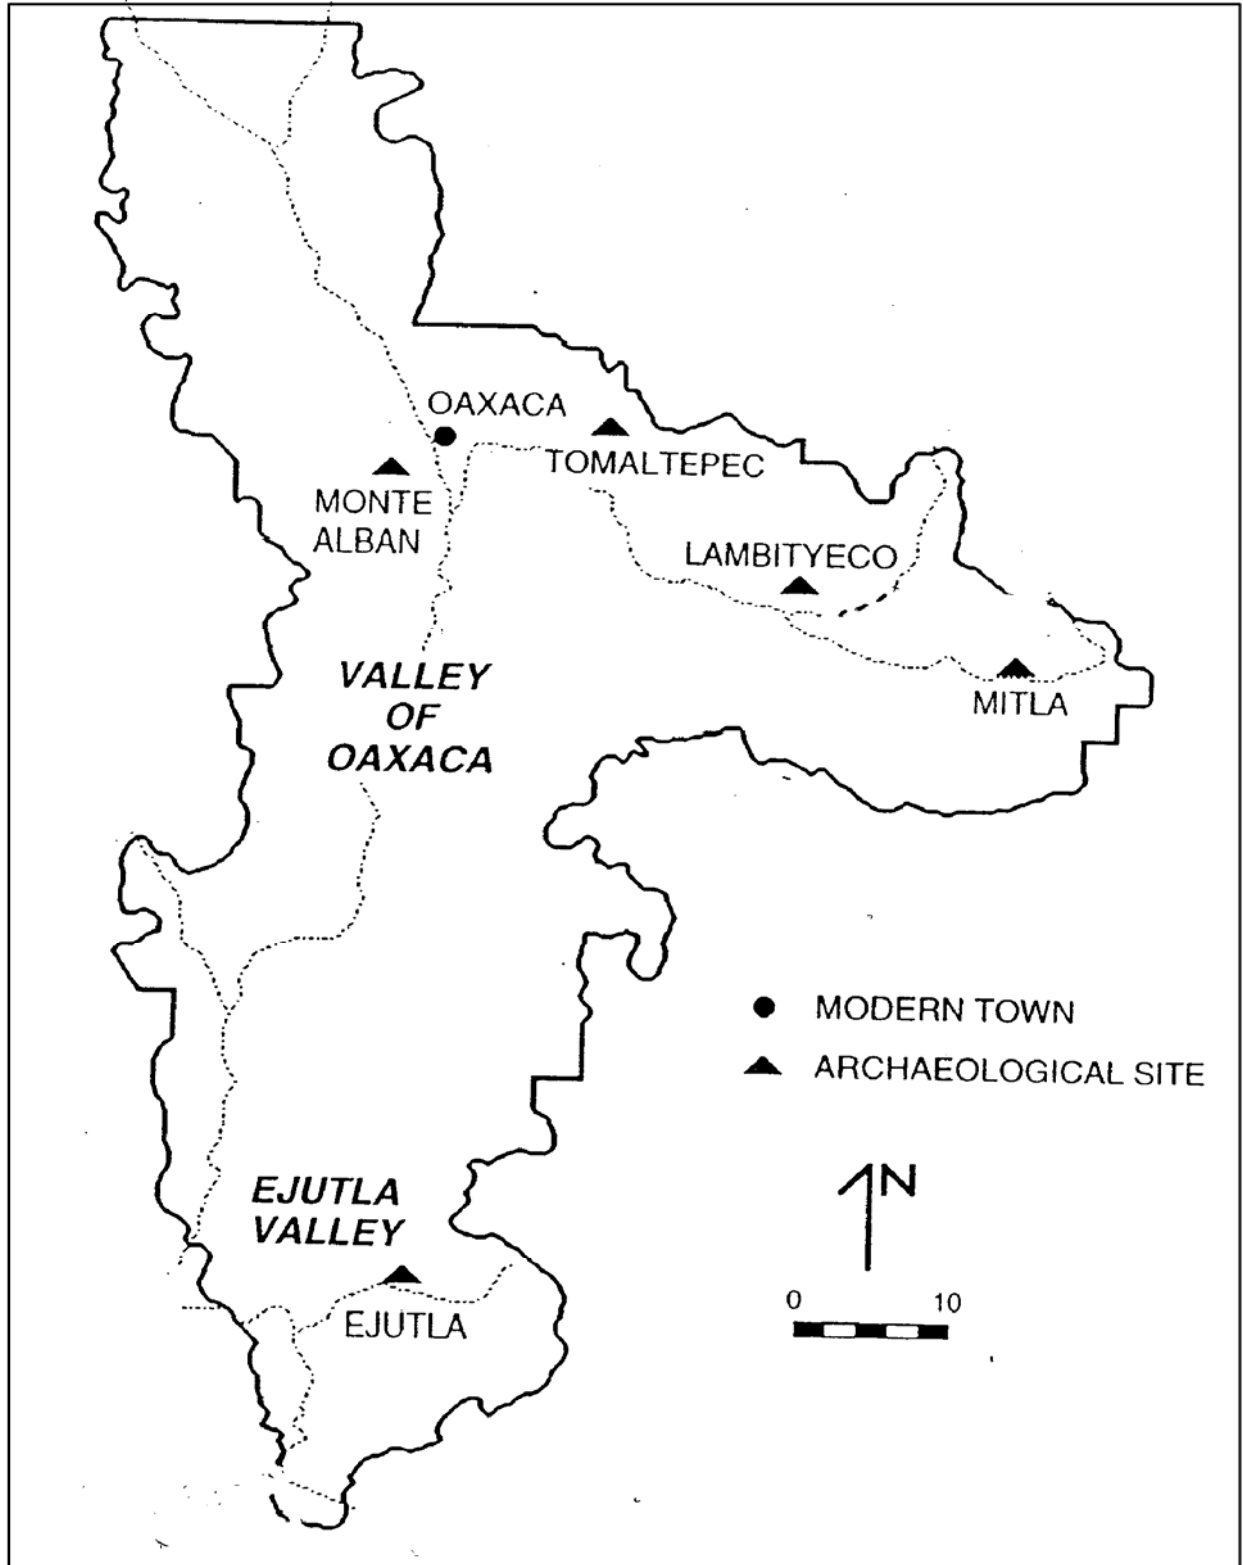 OAXACA
TOMALTEPEC
MONTE
ALBAN
LAMBITYECO
MITLA
VALLEY
OF
OAXACA
MODERN TOWN
ARCHAEOLOGICAL SITE
EJUTLA
VALLEY
EJUTLA
N
0 10